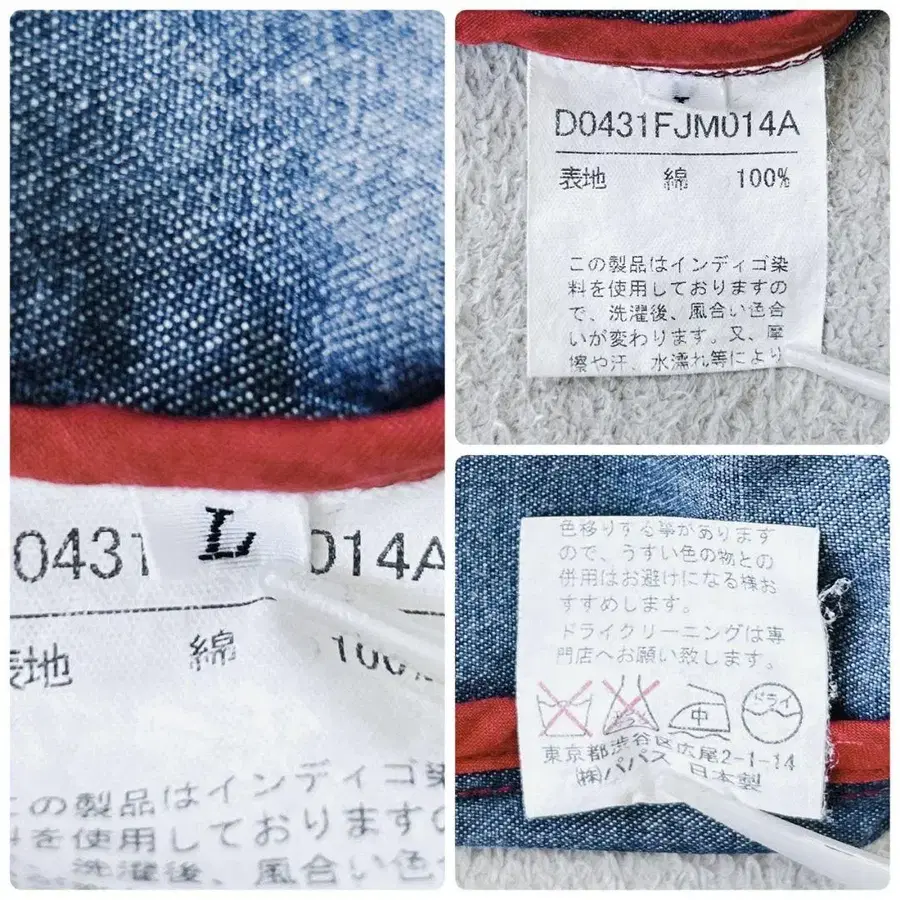 L
0431 014A
表地 綿 100%
この製品はインディゴ染
料を使用しております
洗濯後、風合い色合
D0431FJM014A
表地 綿 100%
この製品はインディゴ染
料を使用しておりますの
で、洗濯後、風合い色合
いが変わります。又、摩
擦や汗、水濡れ等により
色移りする事があります
ので、うすい色の物との
併用はお避けになる様お
すすめします。
ドライクリーニングは専
門店へお願い致します。
中 ドライ
東京都渋谷区広尾2-1-14
㈱パパス 日本製